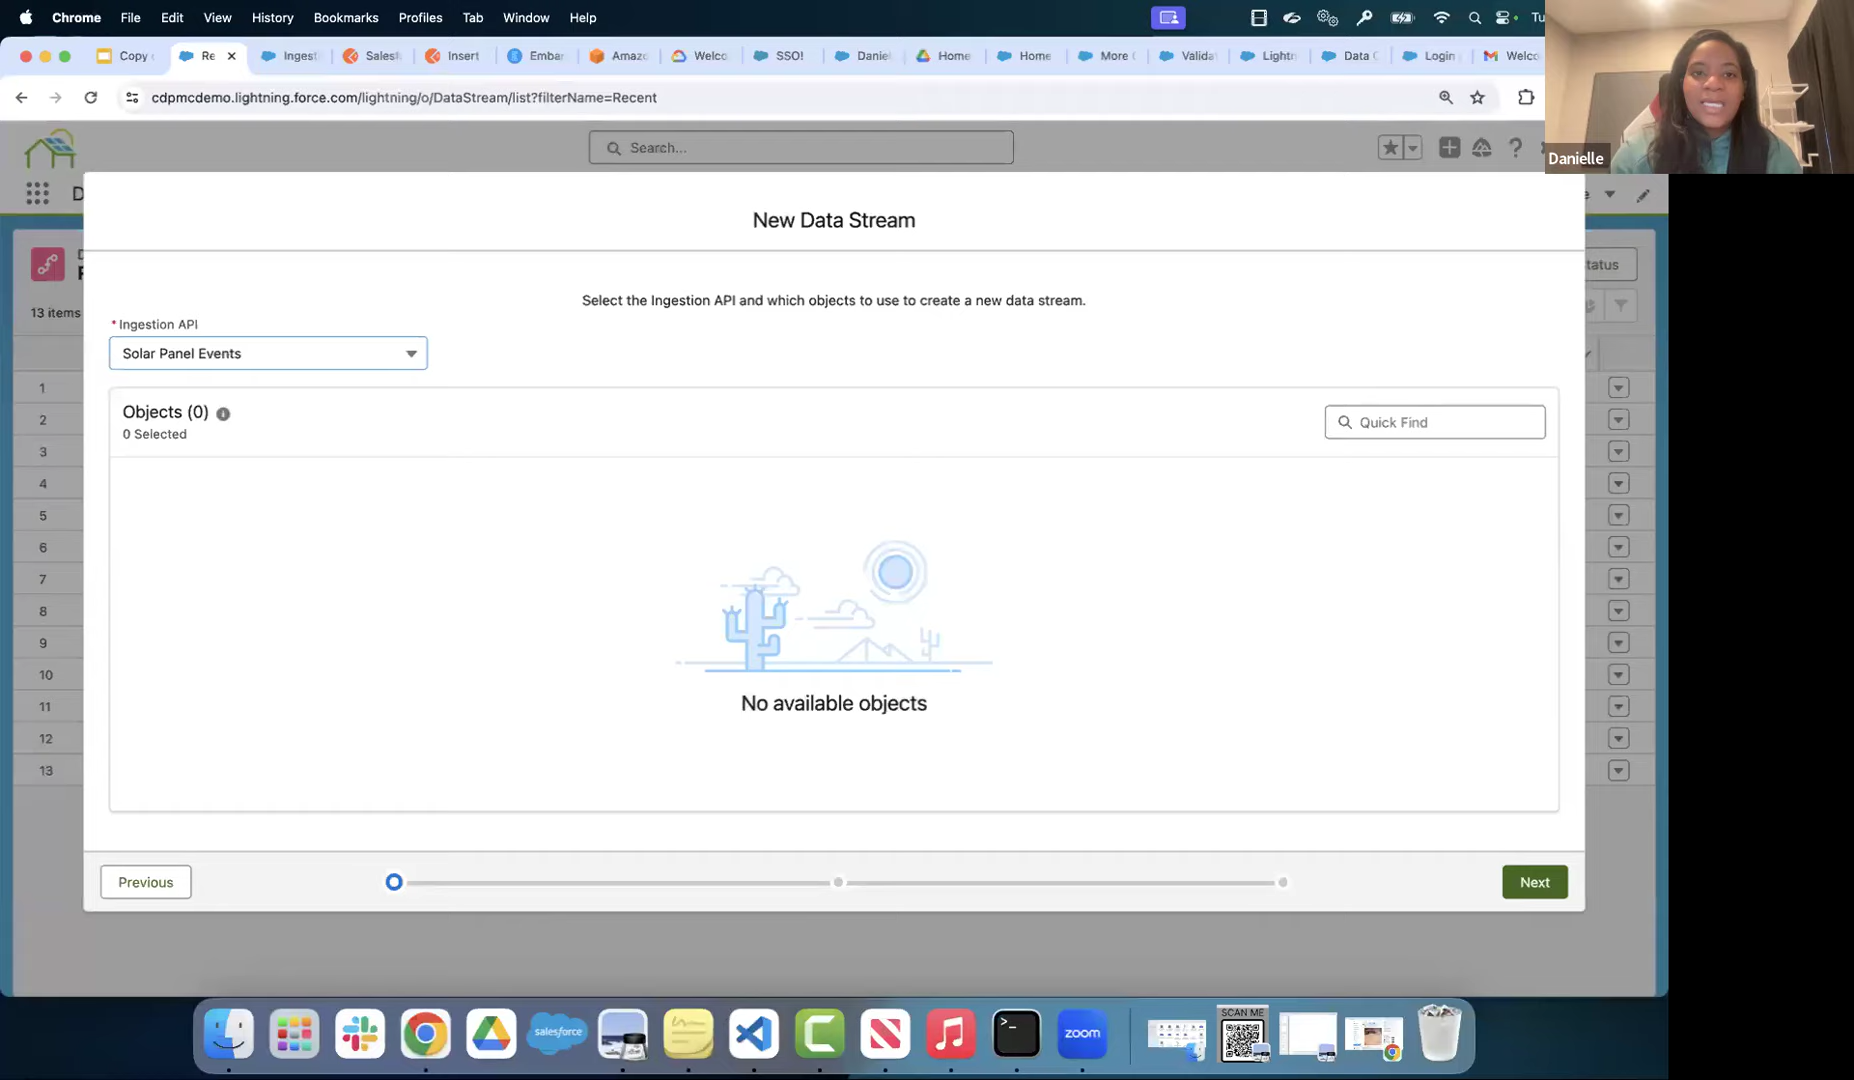 Chrome File Edit View History Bookmarks Profiles Tab Window Help Tu
Copy Re Ingest Salesf Insert Embar Amazo Welco SSO! Daniel Home Home More Validat Lightn Data C Login Welco
cdpmcdemo.lightning.force.com/lightning/o/DataStream/list?filterName=Recent
Danielle
Search...
D
New Data Stream
tatus
13 items
Select the Ingestion API and which objects to use to create a new data stream.
* Ingestion API
Solar Panel Events
Objects (0)
0 Selected
Quick Find
1
2
3
4
5
6
7
8
9
10
11
12
13
No available objects
Previous
Next
salesforce
zoom
SCAN ME